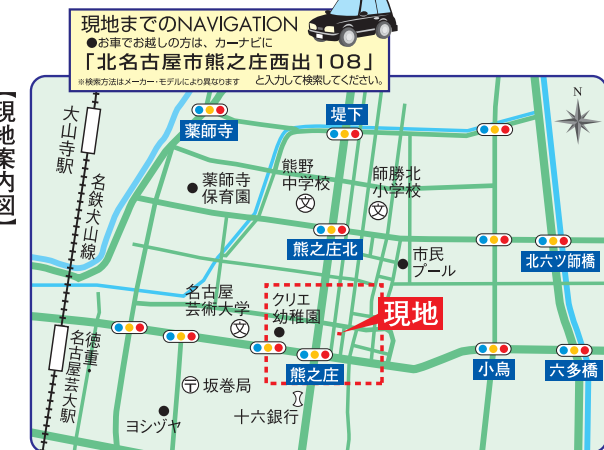 現地までのNAVIGATION
●お車でお越しの方は、カーナビに
「北名古屋市熊之庄西出108」
※検索方法はメーカー・モデルにより異なります と入力して検索してください。
【現地案内図】
N
大山寺駅
薬師寺
堤下
名鉄犬山線
薬師寺
保育園
熊野
中学校
文
師勝北
小学校
文
熊之庄北
市民
プール
北六ツ師橋
名古屋
芸術大学
文
クリエ
幼稚園
現地
徳重・
名古屋芸大駅
熊之庄
小鳥
六多橋
〒坂巻局
ヨシヅヤ
十六銀行